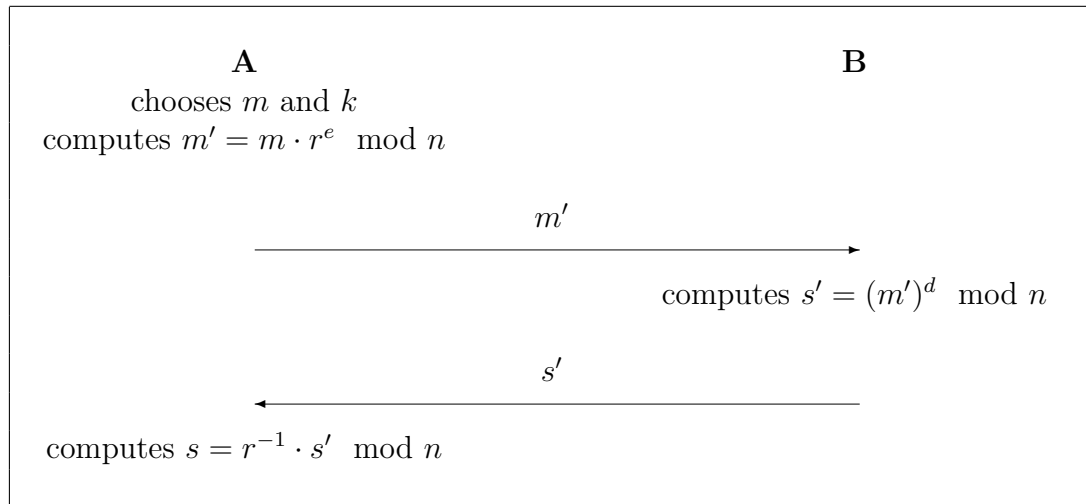 A B
chooses m and k
computes m′ = m · r^e mod n
m′
computes s′ = (m′)^d mod n
s′
computes s = r^−1 · s′ mod n